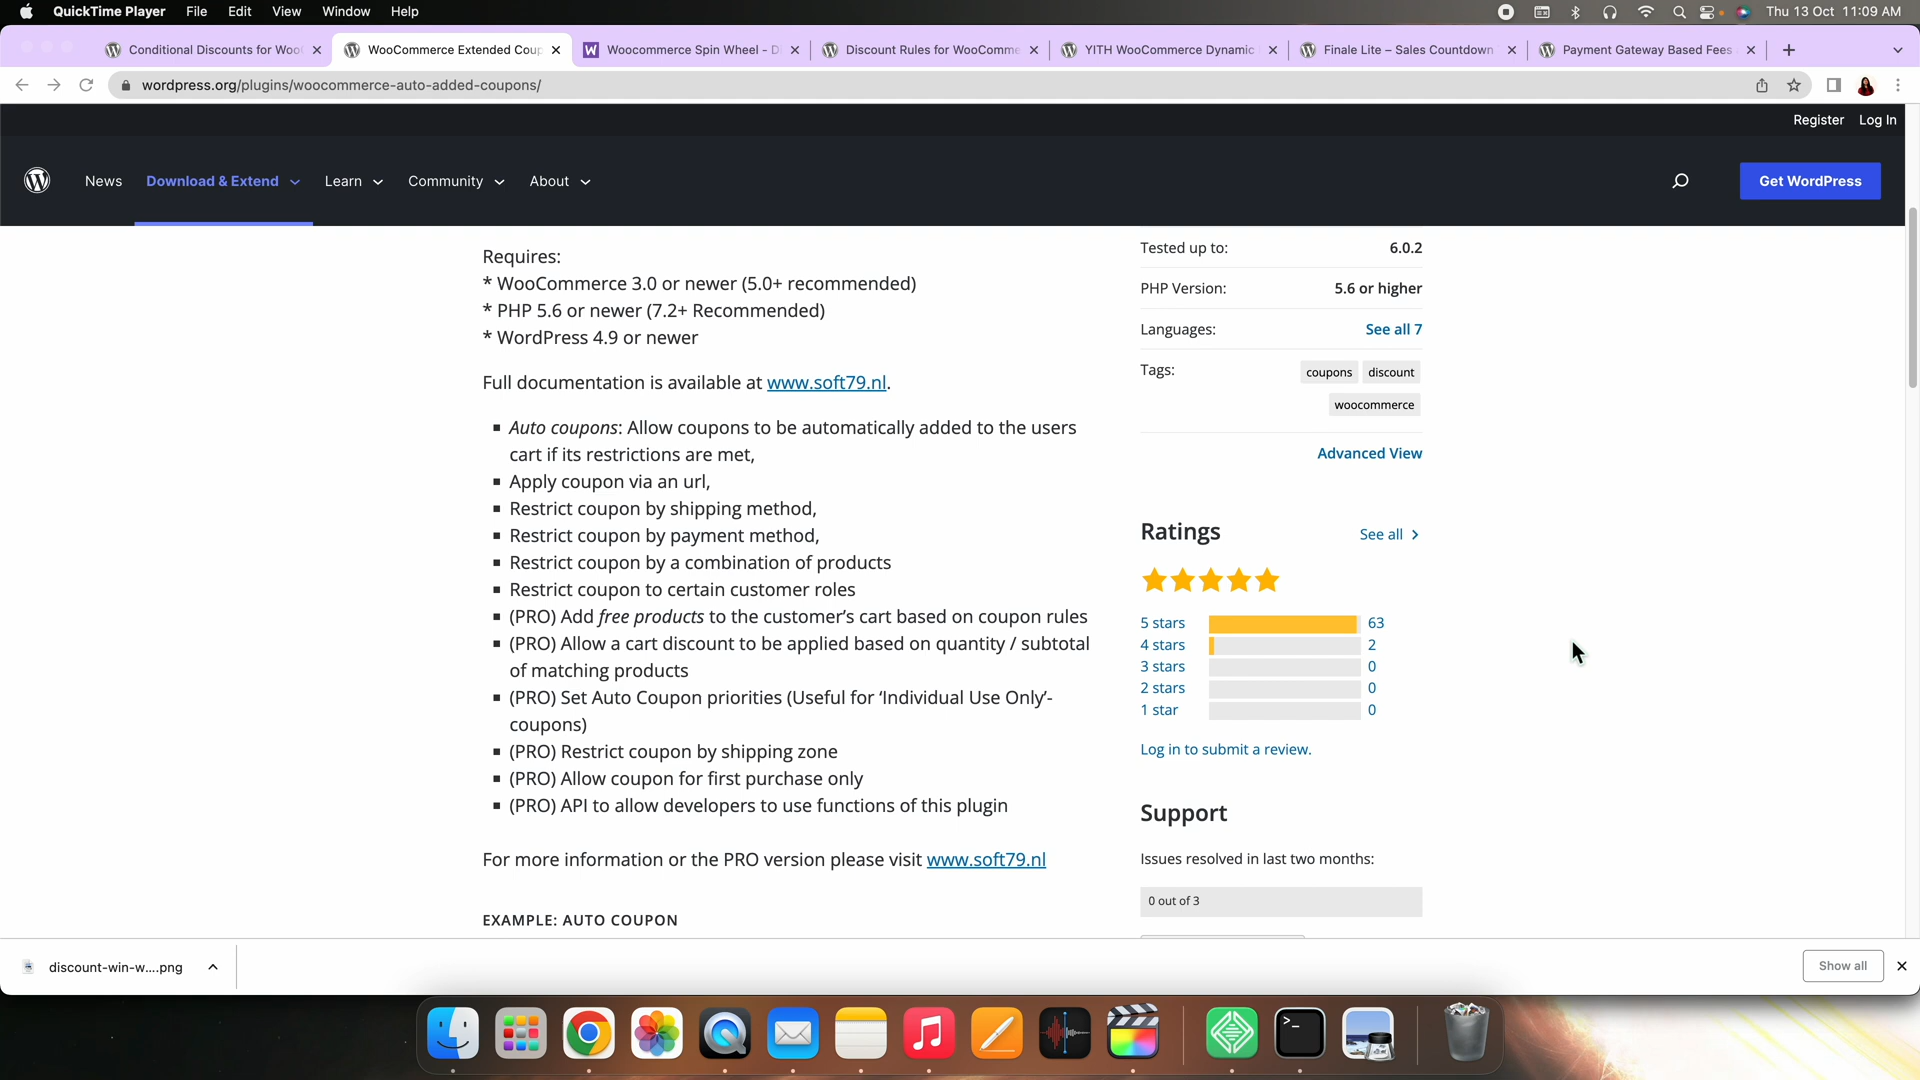 QuickTime Player File Edit View Window Help Thu 13 Oct 11:09 AM
Conditional Discounts for Woo
WooCommerce Extended Coup
Woocommerce Spin Wheel - D
Discount Rules for WooComme
YITH WooCommerce Dynamic
Finale Lite – Sales Countdown
Payment Gateway Based Fees
wordpress.org/plugins/woocommerce-auto-added-coupons/
Register Log In
News Download & Extend Learn Community About Get WordPress
Requires:
* WooCommerce 3.0 or newer (5.0+ recommended)
* PHP 5.6 or newer (7.2+ Recommended)
* WordPress 4.9 or newer
Full documentation is available at www.soft79.nl.
▪ Auto coupons: Allow coupons to be automatically added to the users
cart if its restrictions are met,
▪ Apply coupon via an url,
▪ Restrict coupon by shipping method,
▪ Restrict coupon by payment method,
▪ Restrict coupon by a combination of products
▪ Restrict coupon to certain customer roles
▪ (PRO) Add free products to the customer’s cart based on coupon rules
▪ (PRO) Allow a cart discount to be applied based on quantity / subtotal
of matching products
▪ (PRO) Set Auto Coupon priorities (Useful for ‘Individual Use Only’-
coupons)
▪ (PRO) Restrict coupon by shipping zone
▪ (PRO) Allow coupon for first purchase only
▪ (PRO) API to allow developers to use functions of this plugin
For more information or the PRO version please visit www.soft79.nl
EXAMPLE: AUTO COUPON
Tested up to: 6.0.2
PHP Version: 5.6 or higher
Languages: See all 7
Tags: coupons discount
woocommerce
Advanced View
Ratings See all
5 stars 63
4 stars 2
3 stars 0
2 stars 0
1 star 0
Log in to submit a review.
Support
Issues resolved in last two months:
0 out of 3
discount-win-w....png Show all